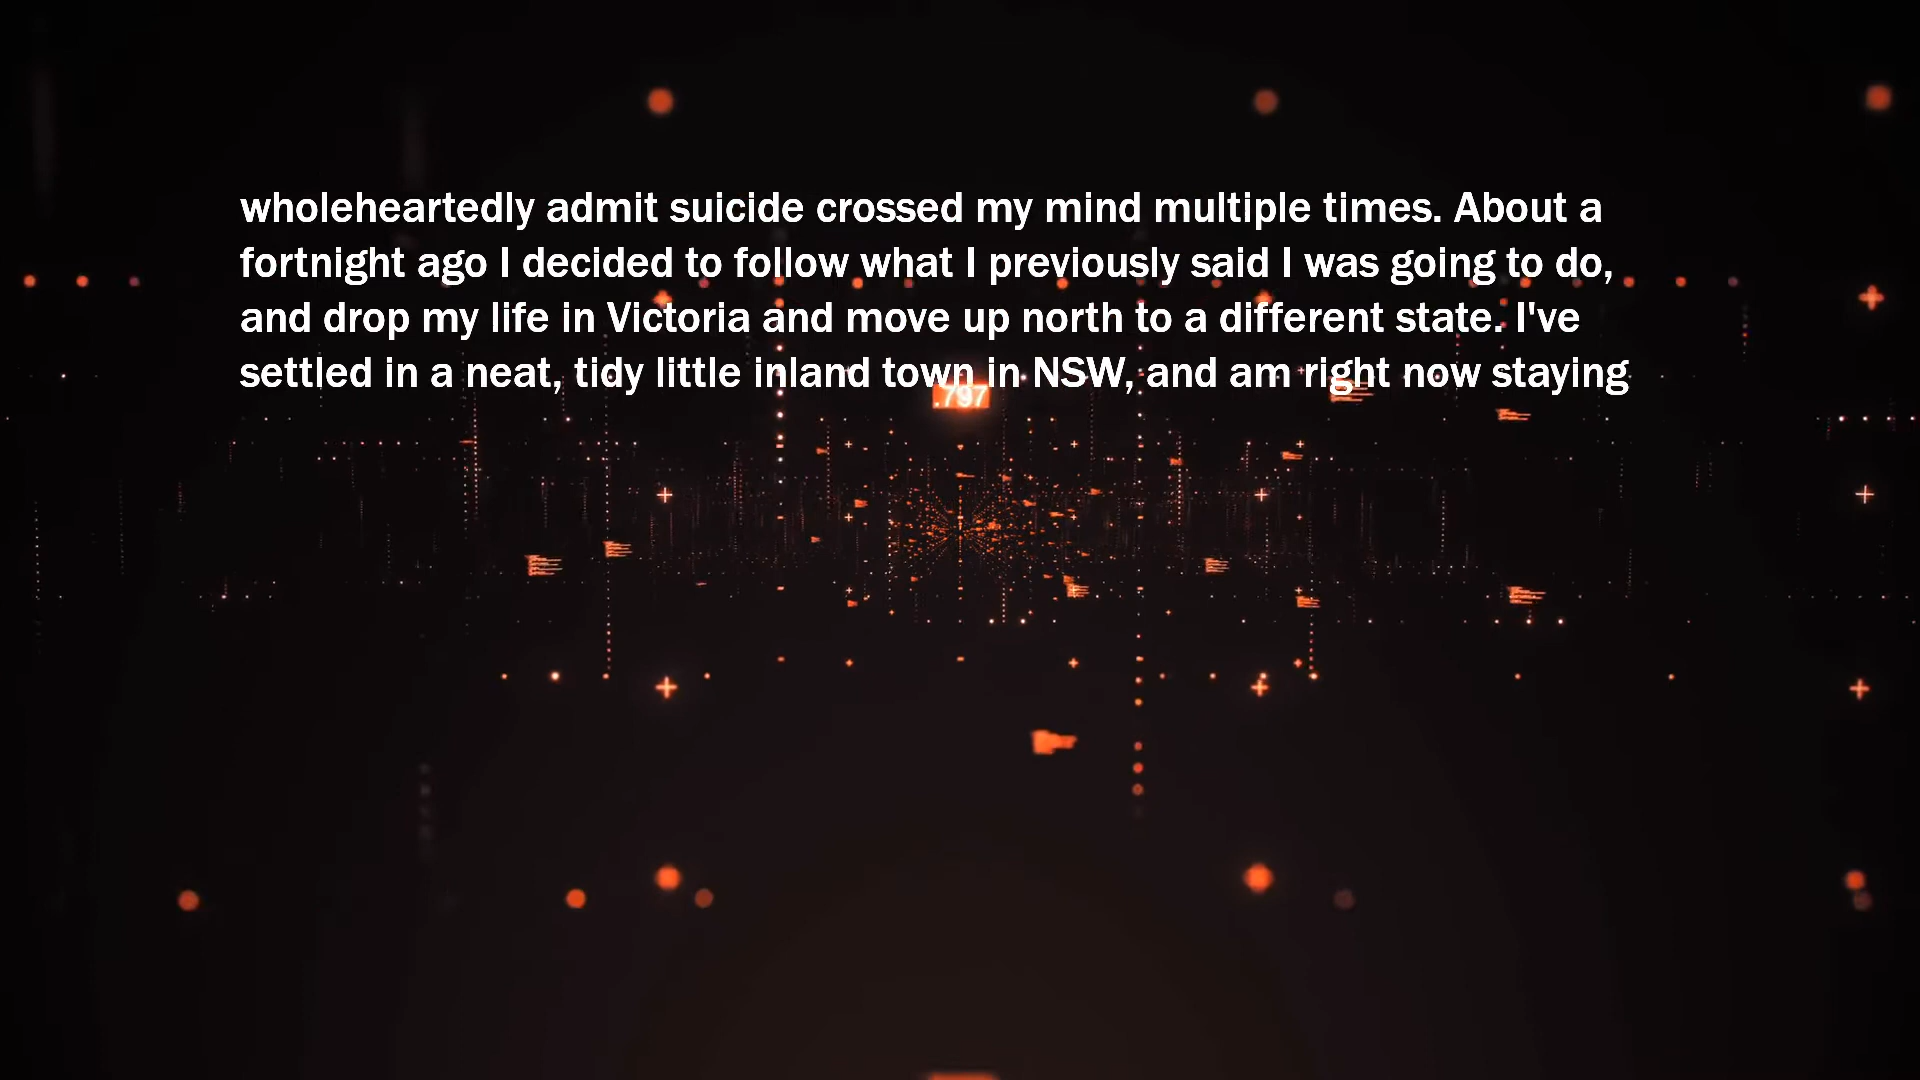 wholeheartedly admit suicide crossed my mind multiple times. About a
fortnight ago I decided to follow what I previously said I was going to do,
and drop my life in Victoria and move up north to a different state. I've
settled in a neat, tidy little inland town in NSW, and am right now staying
.797